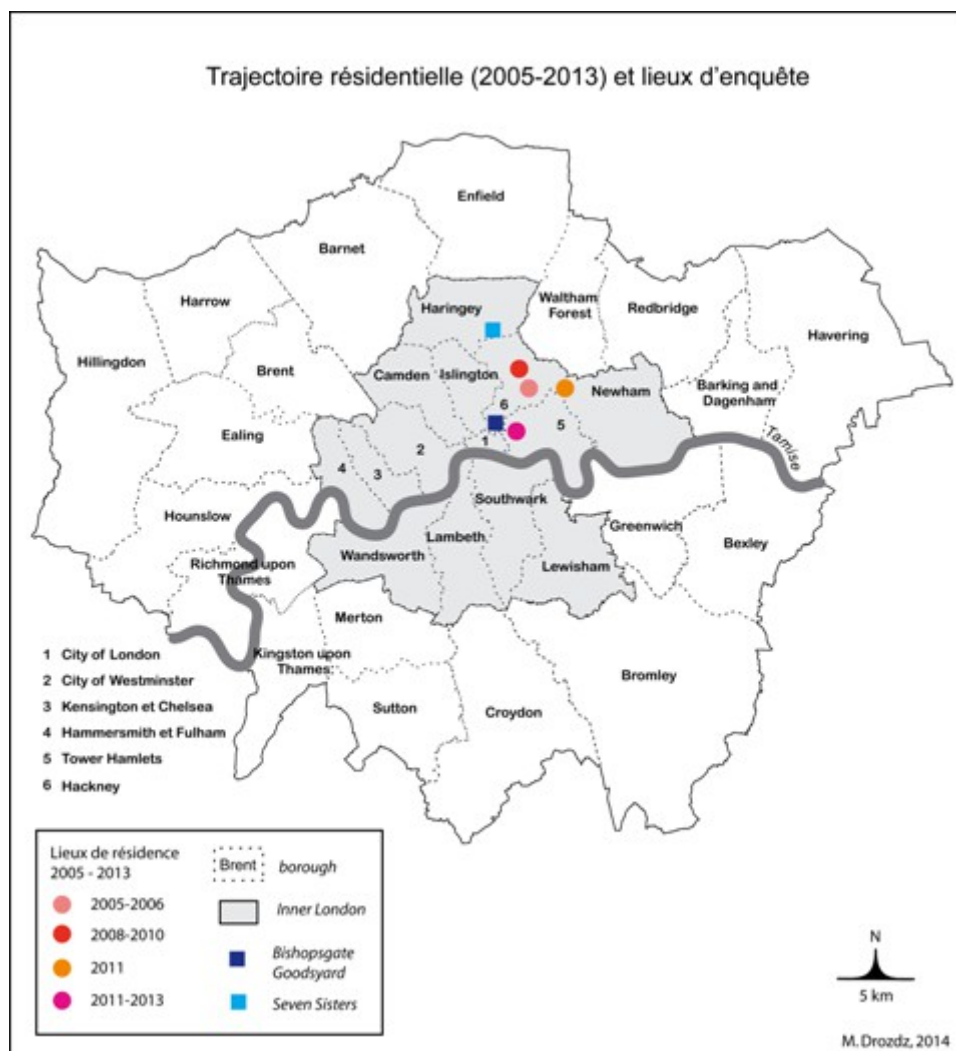 Trajectoire résidentielle (2005-2013) et lieux d'enquête
Enfield
Barnet
Harrow
Haringey
Waltham
Forest
Redbridge
Havering
Hillingdon
Brent
Camden
Islington
Newham
Barking and
Dagenham
Ealing
6
5
1
2
3
4
Tamise
Hounslow
Southwark
Greenwich
Bexley
Richmond upon
Thames
Wandsworth
Lambeth
Lewisham
Merton
Kingston upon
Thames
Sutton
Croydon
Bromley
1 City of London
2 City of Westminster
3 Kensington et Chelsea
4 Hammersmith et Fulham
5 Tower Hamlets
6 Hackney
Lieux de résidence
2005 - 2013
2005-2006
2008-2010
2011
2011-2013
Brent borough
Inner London
Bishopsgate
Goodsyard
Seven Sisters
N
5 km
M. Drozdz, 2014